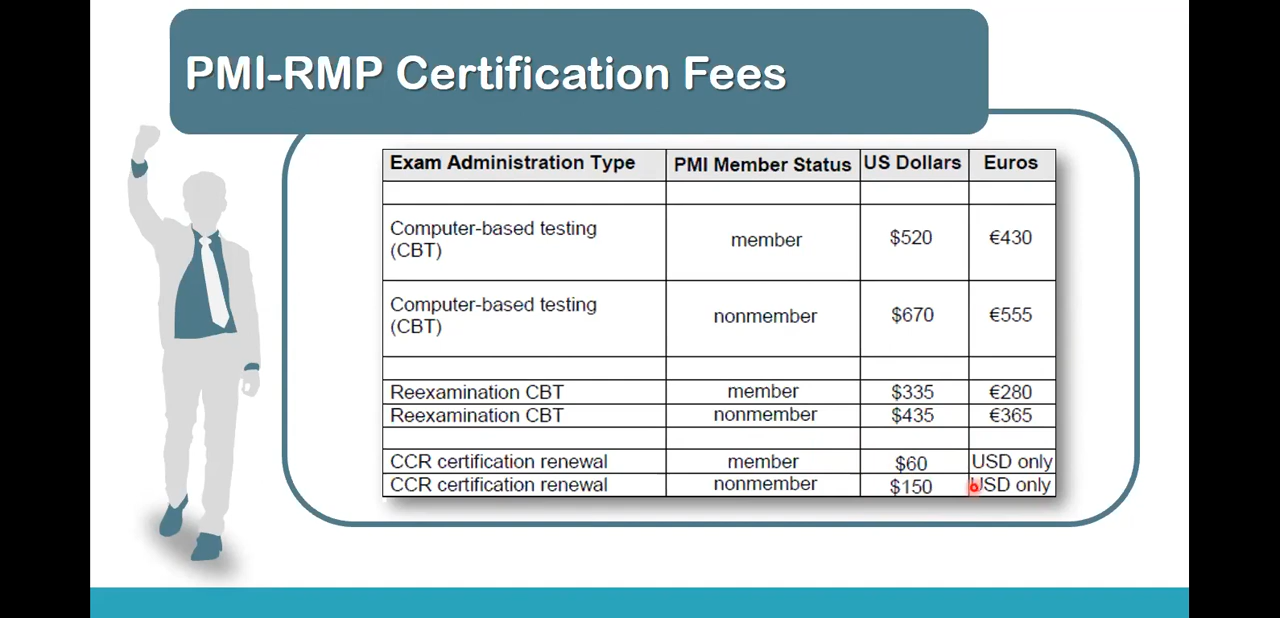 PMI-RMP Certification Fees
Exam Administration Type PMI Member Status US Dollars Euros
Computer-based testing (CBT) member $520 €430
Computer-based testing (CBT) nonmember $670 €555
Reexamination CBT member $335 €280
Reexamination CBT nonmember $435 €365
CCR certification renewal member $60 USD only
CCR certification renewal nonmember $150 USD only